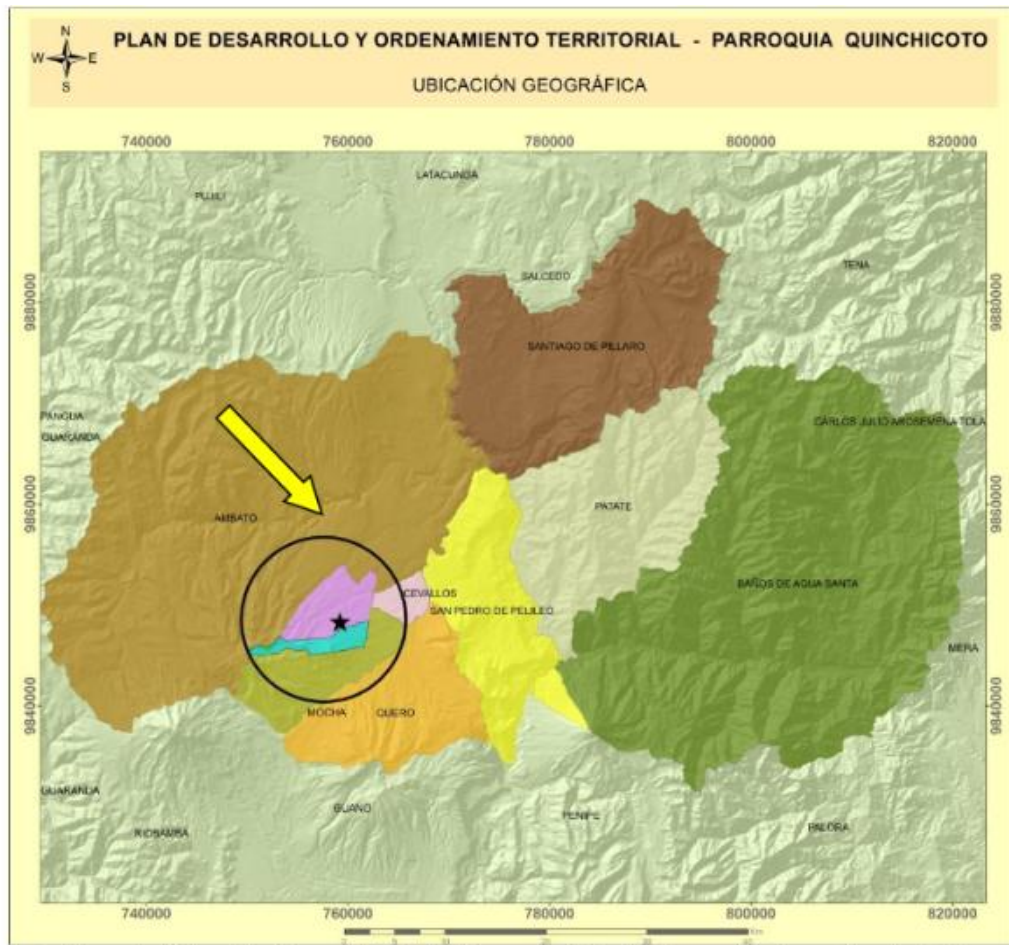 N
W E
S
PLAN DE DESARROLLO Y ORDENAMIENTO TERRITORIAL - PARROQUIA QUINCHICOTO
UBICACIÓN GEOGRÁFICA
740000 760000 780000 800000 820000
LATACUNGA
PUJILI
TENA
SALCEDO
9880000 9880000
SANTIAGO DE PILLARO
PANGUA
CARLOS JULIO AROSEMENA TOLA
GUARANDA
9860000 9860000
PATATE
AMBATO
BAÑOS DE AGUA SANTA
CEVALLOS
SAN PEDRO DE PELILEO
MERA
9840000 9840000
MOCHA QUERO
GUARANDA
GUANO
PENIPE
RIOBAMBA
PALORA
740000 760000 780000 800000 820000